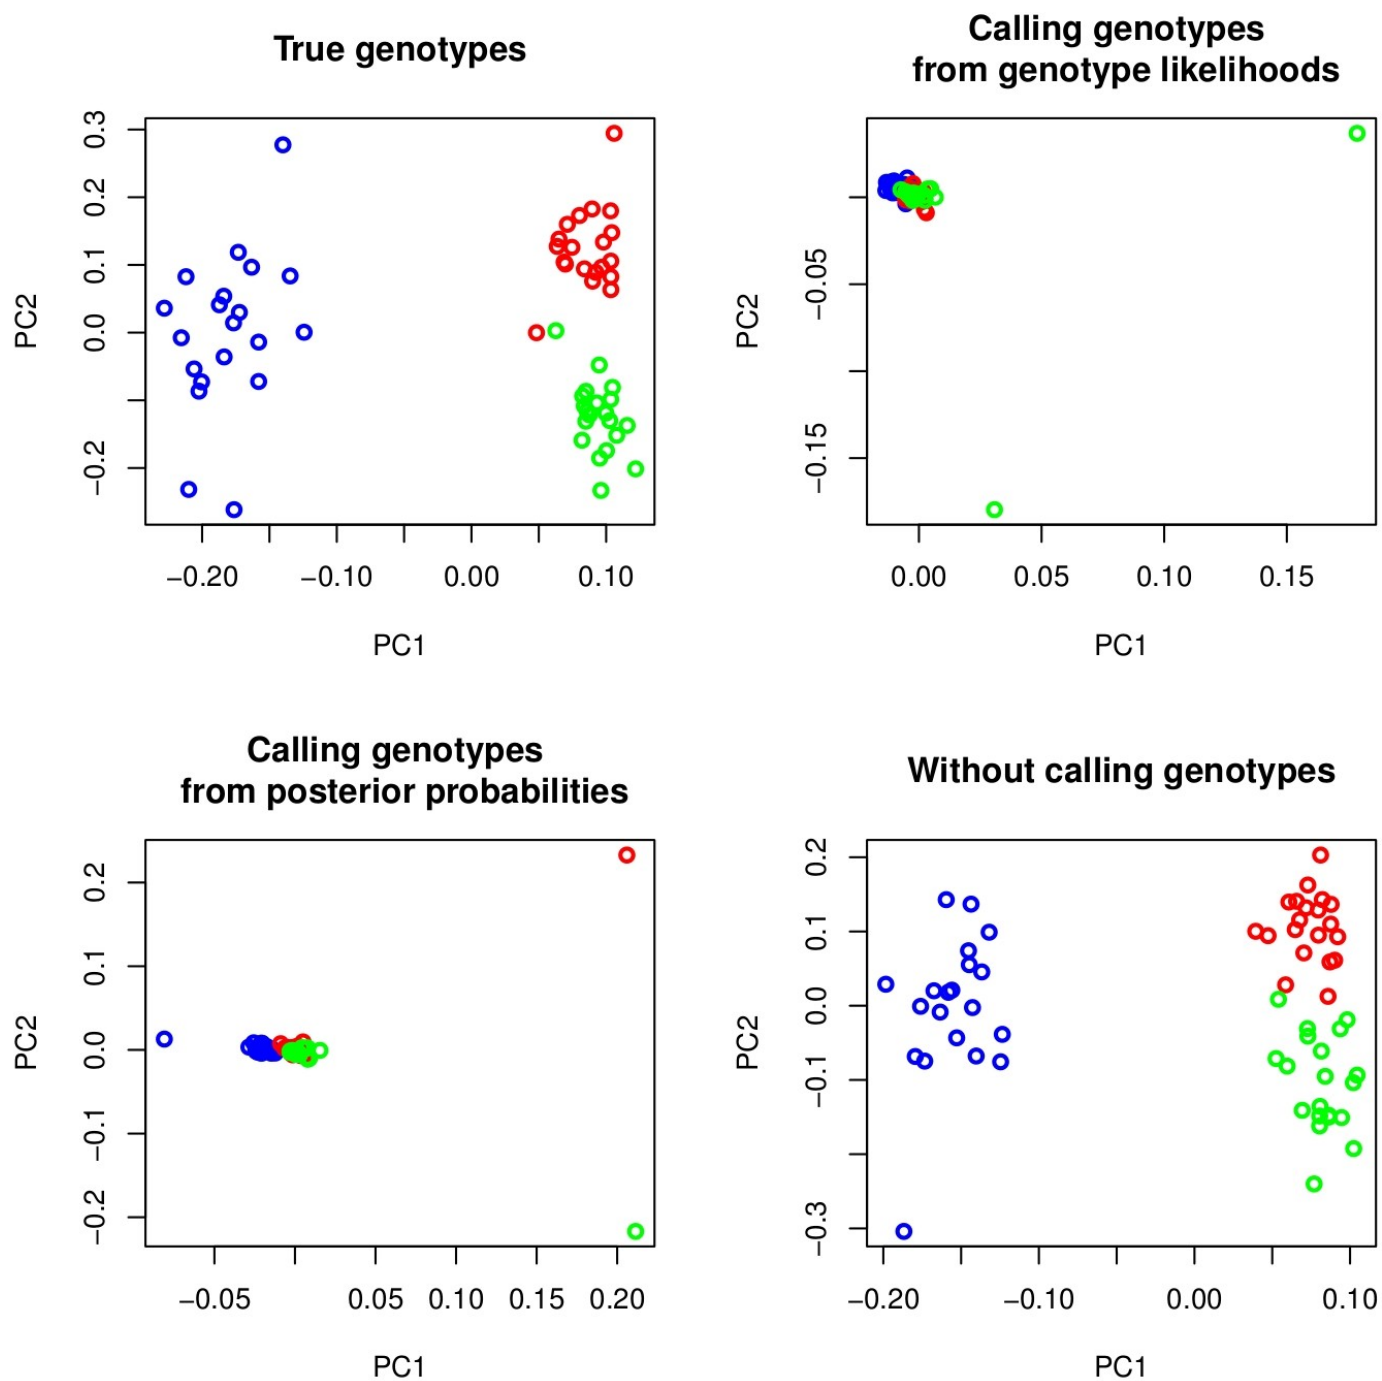 True genotypes
0.3
0.2
0.1
0.0
−0.2
PC2
−0.20 −0.10 0.00 0.10
PC1
Calling genotypes
from genotype likelihoods
−0.05
−0.15
PC2
0.00 0.05 0.10 0.15
PC1
Calling genotypes
from posterior probabilities
0.2
0.1
0.0
−0.1
−0.2
PC2
−0.05 0.05 0.10 0.15 0.20
PC1
Without calling genotypes
0.2
0.1
0.0
−0.1
−0.3
PC2
−0.20 −0.10 0.00 0.10
PC1